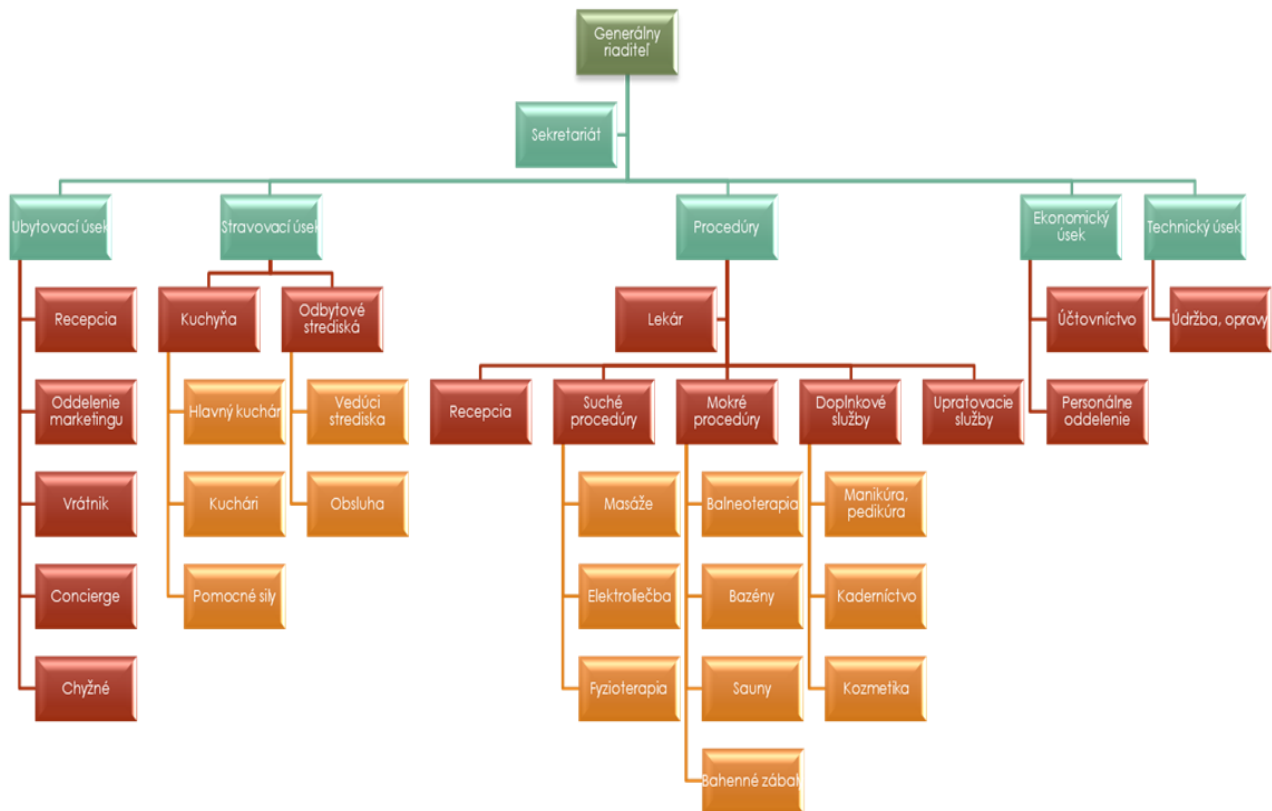 Generálny
riaditeľ
Sekretariát
Ubytovací úsek
Stravovací úsek
Procedúry
Ekonomický
úsek
Technický úsek
Recepcia
Kuchyňa
Odbytové
strediská
Lekár
Účtovníctvo
Údržba, opravy
Oddelenie
marketingu
Hlavný kuchár
Vedúci
strediska
Recepcia
Suché
procedúry
Mokré
procedúry
Doplnkové
služby
Upratovacie
služby
Personálne
oddelenie
Vrátnik
Kuchári
Obsluha
Masáže
Balneoterapia
Manikúra,
pedikúra
Concierge
Pomocné sily
Elektroliečba
Bazény
Kaderníctvo
Chyžné
Fyzioterapia
Sauny
Kozmetika
Bahenné zábaly